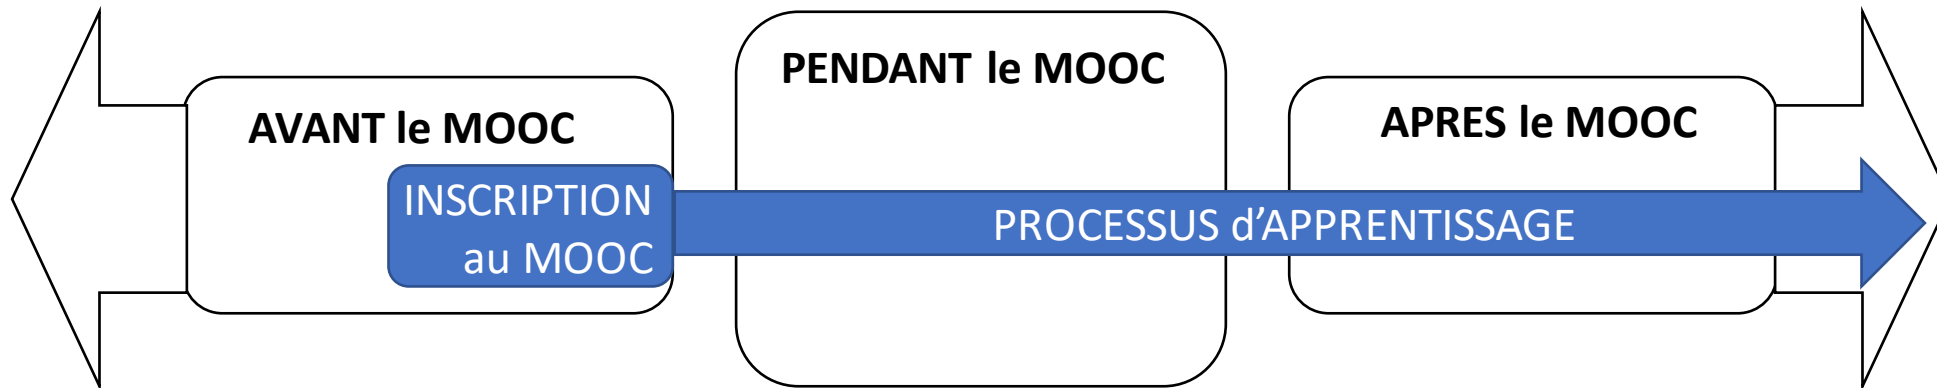 AVANT le MOOC
INSCRIPTION
au MOOC
PENDANT le MOOC
APRES le MOOC
PROCESSUS d’APPRENTISSAGE